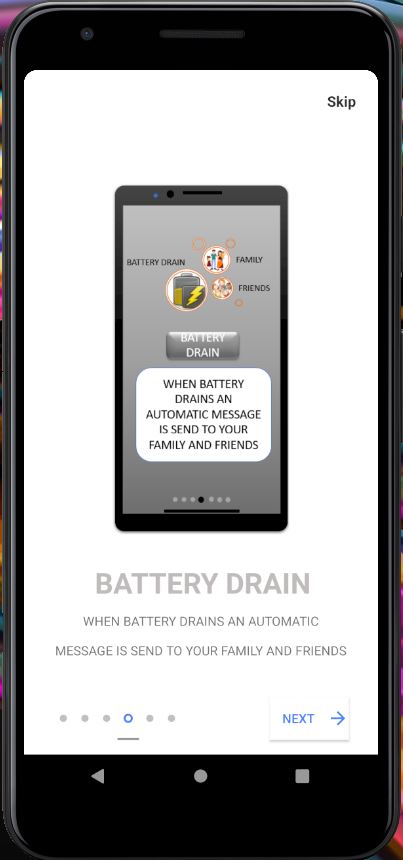 Skip
BATTERY DRAIN
FAMILY
FRIENDS
BATTERY
DRAIN
WHEN BATTERY
DRAINS AN
AUTOMATIC MESSAGE
IS SEND TO YOUR
FAMILY AND FRIENDS
BATTERY DRAIN
WHEN BATTERY DRAINS AN AUTOMATIC
MESSAGE IS SEND TO YOUR FAMILY AND FRIENDS
NEXT